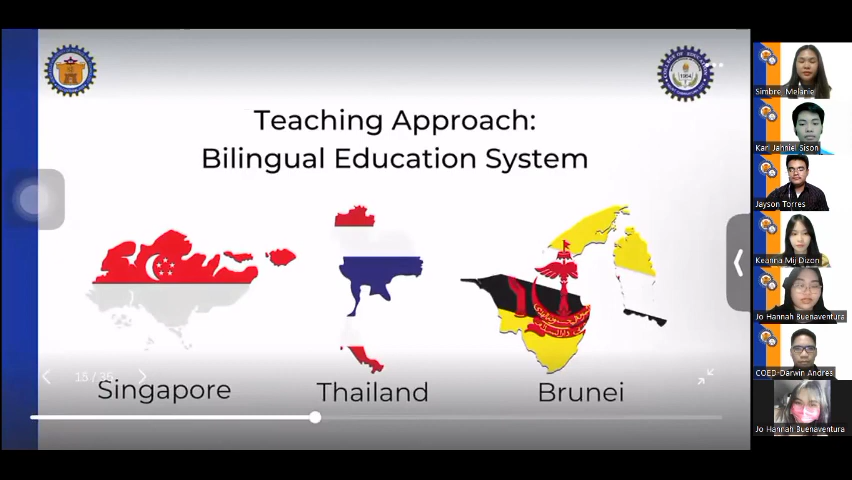 Teaching Approach:
Bilingual Education System
Singapore
Thailand
Brunei
15 / 35
Simbre, Melanie
Karl Jahniel Sison
Jayson Torres
Keanna Mij Dizon
Jo Hannah Buenaventura
COED-Darwin Andres
Jo Hannah Buenaventura